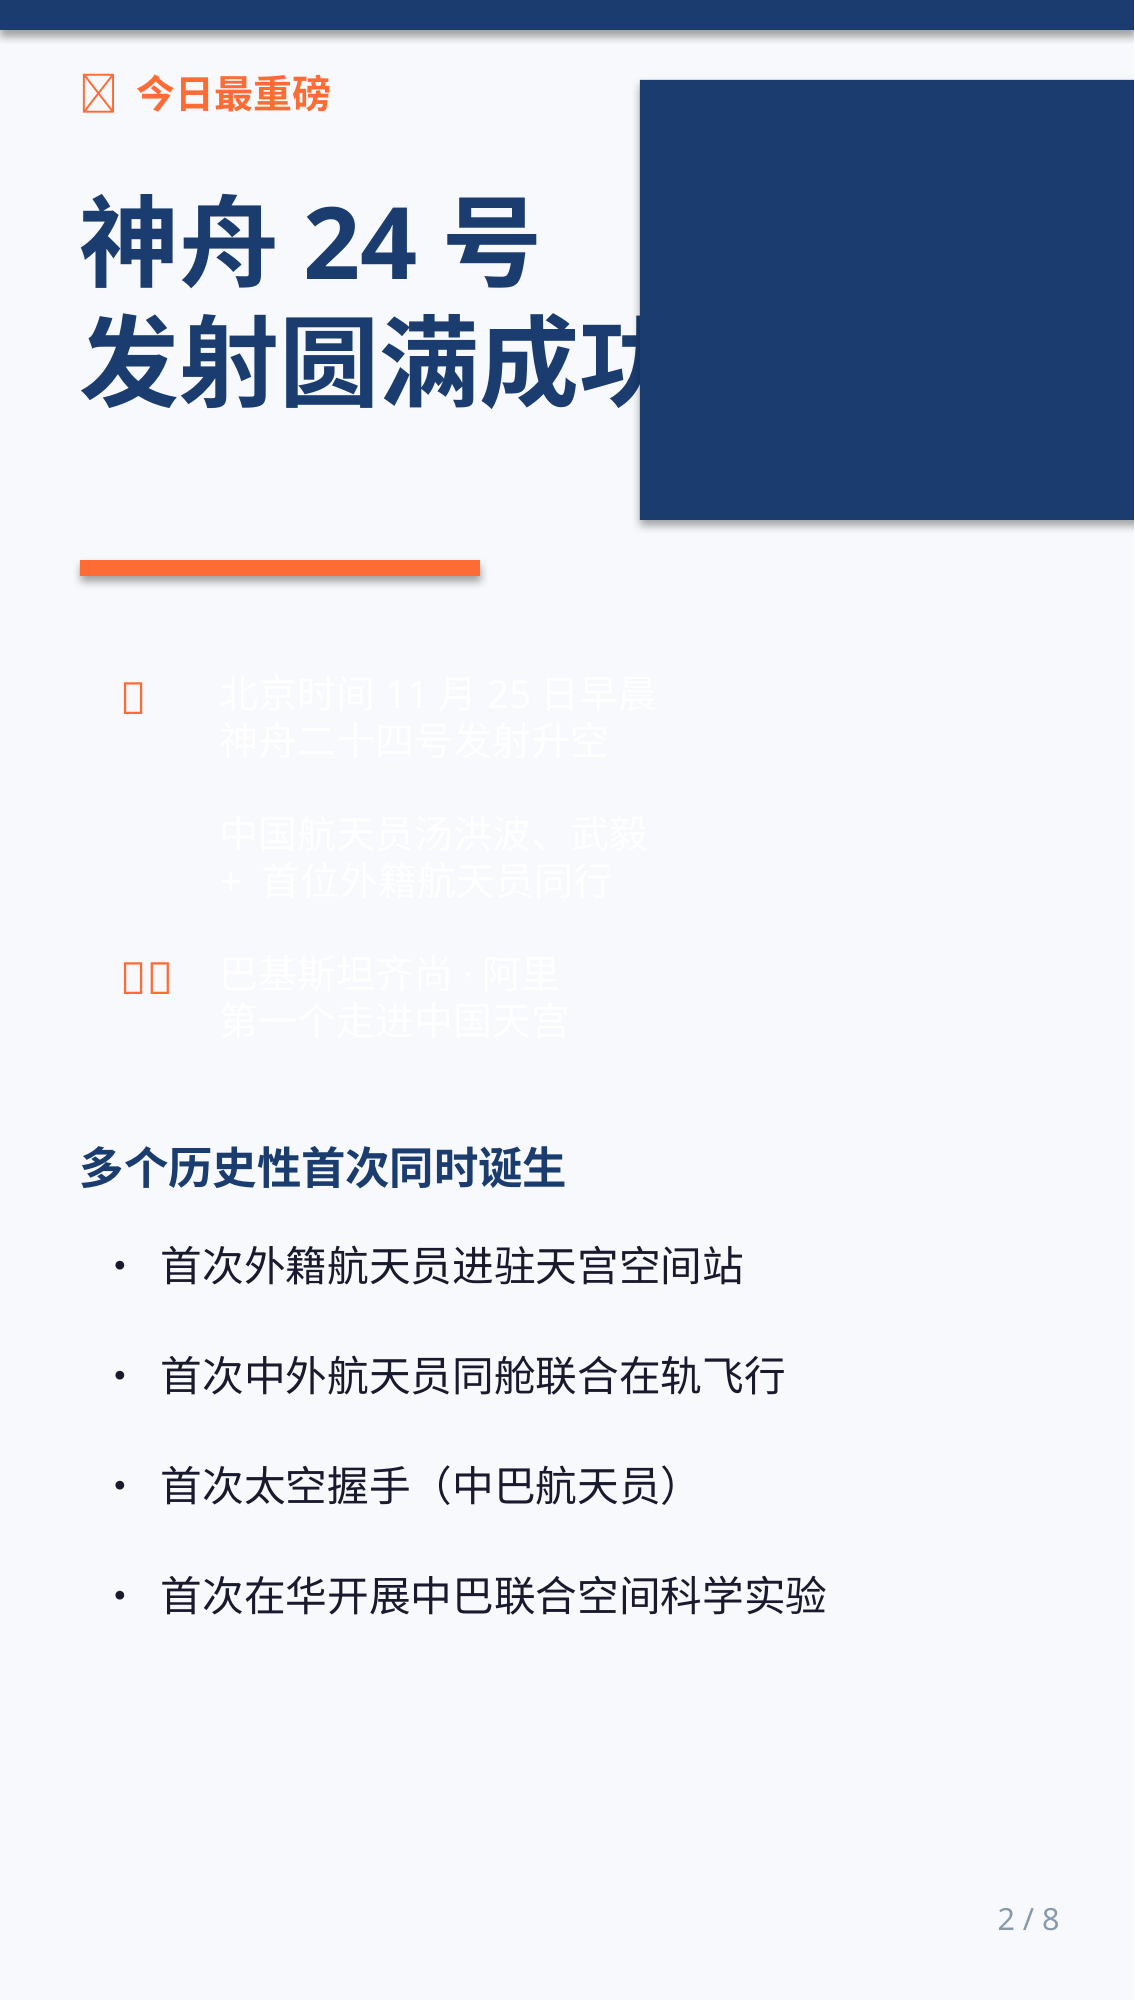 今日最重磅
神舟 24 号
发射圆满成功
北京时间 11 月 25 日早晨
神舟二十四号发射升空
中国航天员汤洪波、武毅
+ 首位外籍航天员同行
巴基斯坦齐尚 · 阿里
第一个走进中国天宫
多个历史性首次同时诞生
• 首次外籍航天员进驻天宫空间站
• 首次中外航天员同舱联合在轨飞行
• 首次太空握手（中巴航天员）
• 首次在华开展中巴联合空间科学实验
2 / 8